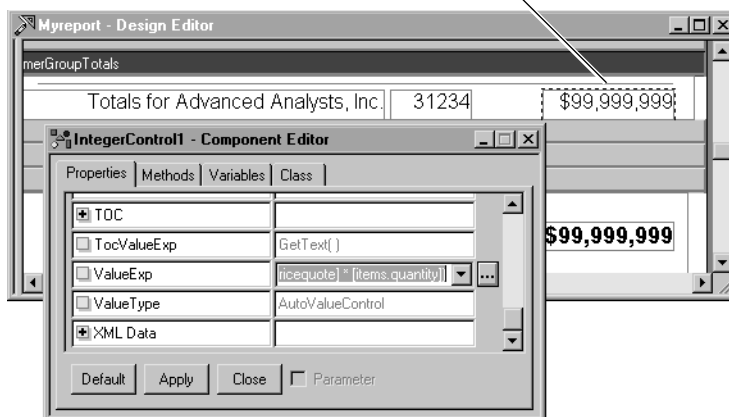 Myreport - Design Editor
merGroupTotals
Totals for Advanced Analysts, Inc. 31234 $99,999,999
IntegerControl1 - Component Editor
Properties Methods Variables Class
TOC
TocValueExp GetText( )
$99,999,999
ValueExp ricequote] * [items.quantity]) ...
ValueType AutoValueControl
XML Data
Default Apply Close Parameter